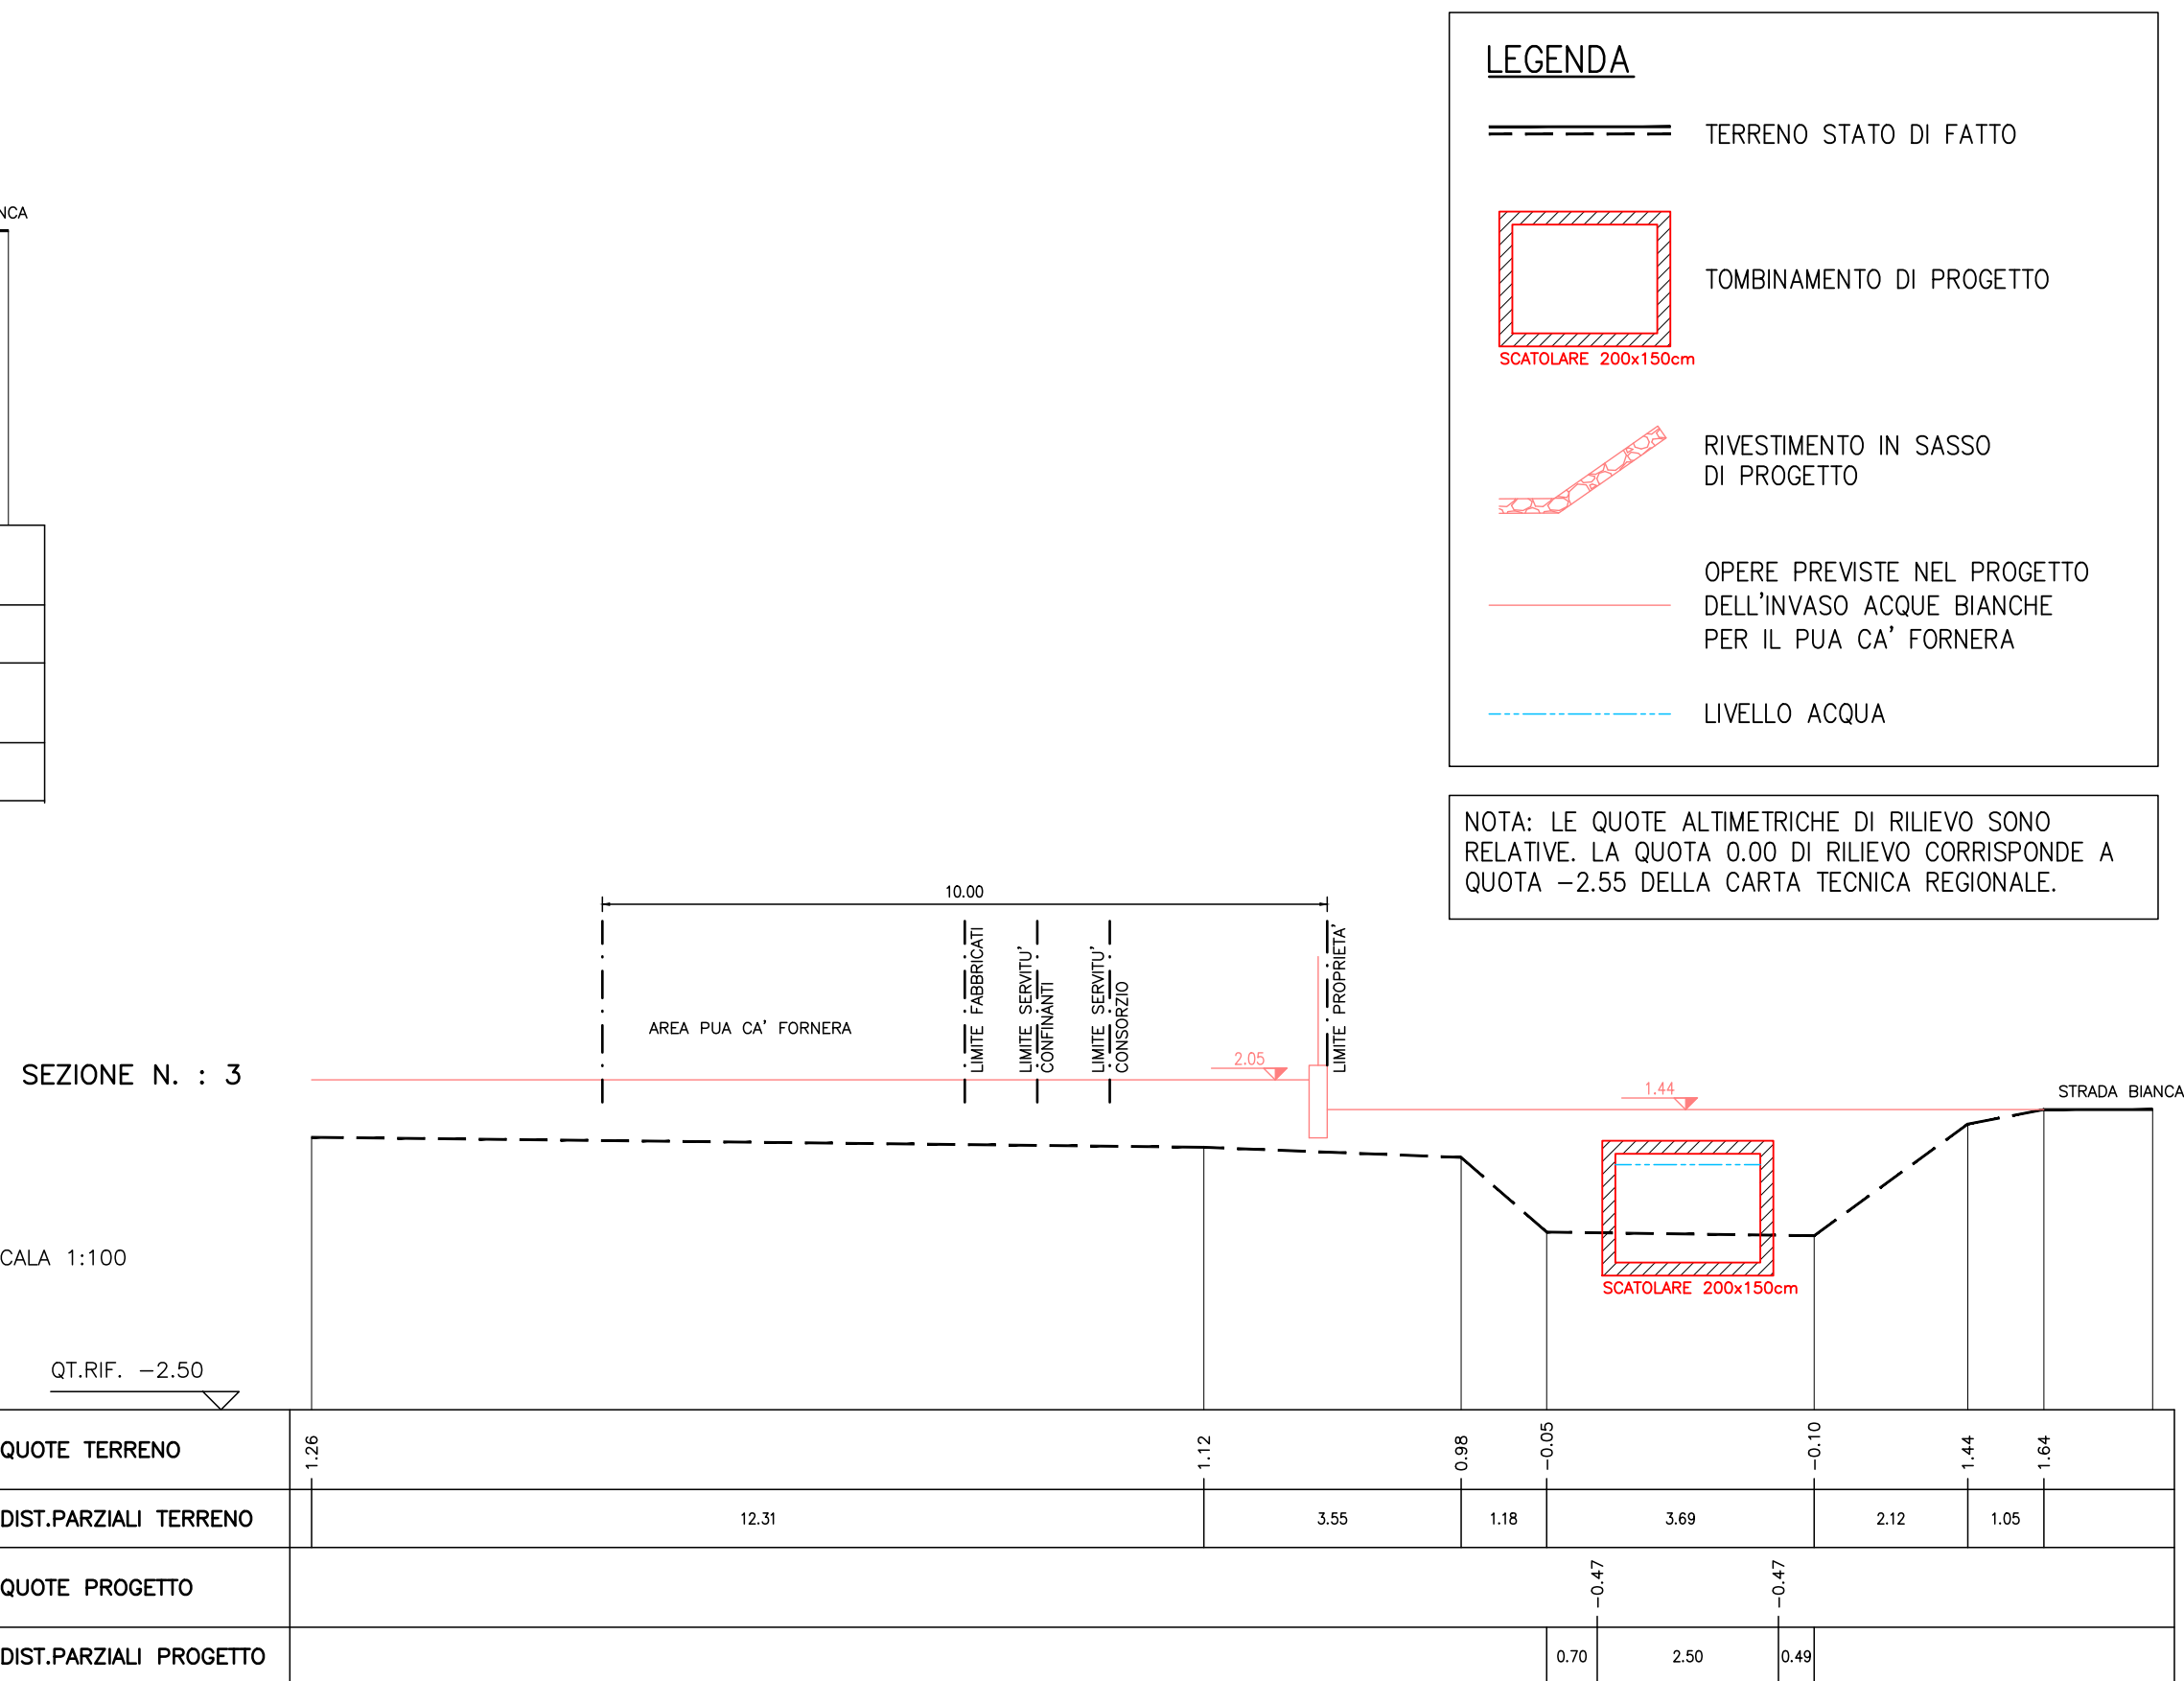 NCA
LEGENDA
TERRENO STATO DI FATTO
TOMBINAMENTO DI PROGETTO
SCATOLARE 200x150cm
RIVESTIMENTO IN SASSO
DI PROGETTO
OPERE PREVISTE NEL PROGETTO
DELL'INVASO ACQUE BIANCHE
PER IL PUA CA' FORNERA
LIVELLO ACQUA
NOTA: LE QUOTE ALTIMETRICHE DI RILIEVO SONO
RELATIVE. LA QUOTA 0.00 DI RILIEVO CORRISPONDE A
QUOTA -2.55 DELLA CARTA TECNICA REGIONALE.
10.00
LIMITE FABBRICATI
LIMITE SERVITU'
CONFINANTI
LIMITE SERVITU'
CONSORZIO
LIMITE PROPRIETA'
AREA PUA CA' FORNERA
SEZIONE N. : 3
2.05
1.44
STRADA BIANCA
SCATOLARE 200x150cm
CALA 1:100
QT.RIF. -2.50
QUOTE TERRENO
1.26
1.12
0.98
-0.05
-0.10
1.44
1.64
DIST.PARZIALI TERRENO
12.31
3.55
1.18
3.69
2.12
1.05
QUOTE PROGETTO
-0.47
-0.47
DIST.PARZIALI PROGETTO
0.70
2.50
0.49